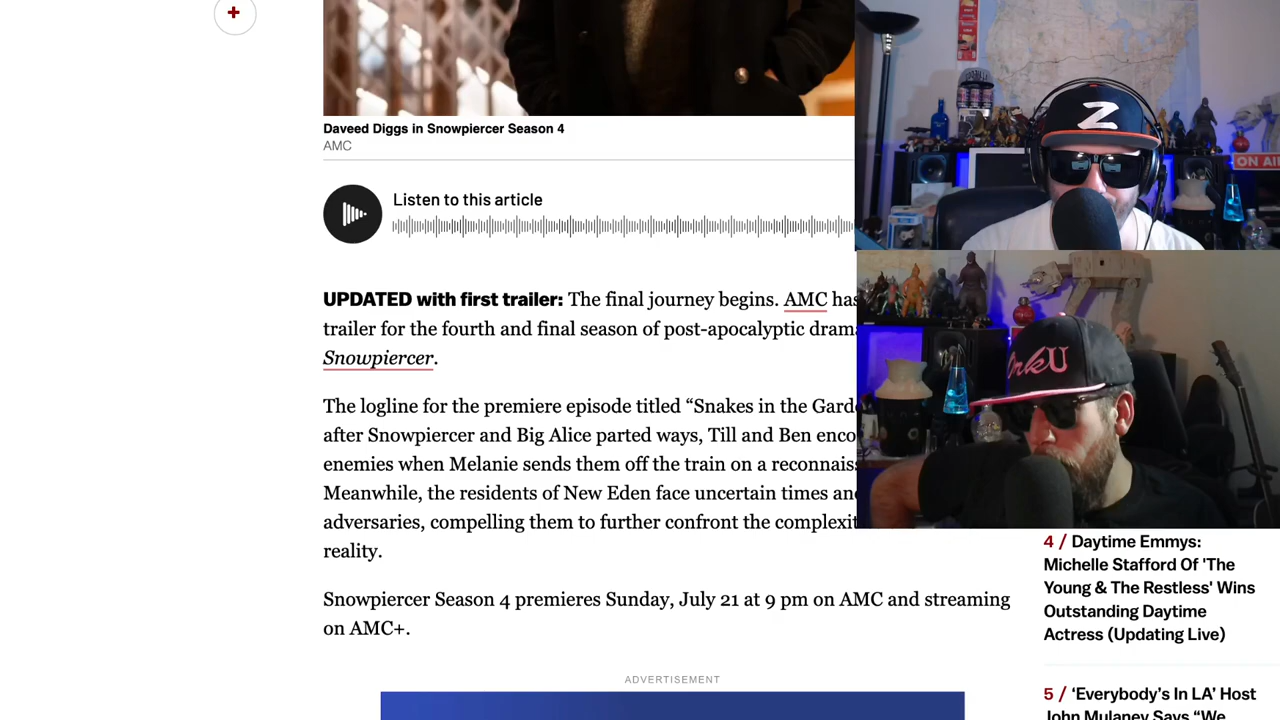 +
Daveed Diggs in Snowpiercer Season 4
AMC
Listen to this article
UPDATED with first trailer: The final journey begins. AMC has
trailer for the fourth and final season of post-apocalyptic drama
Snowpiercer.
The logline for the premiere episode titled “Snakes in the Garde
after Snowpiercer and Big Alice parted ways, Till and Ben enco
enemies when Melanie sends them off the train on a reconnaiss
Meanwhile, the residents of New Eden face uncertain times and
adversaries, compelling them to further confront the complexit
reality.
Snowpiercer Season 4 premieres Sunday, July 21 at 9 pm on AMC and streaming
on AMC+.
ADVERTISEMENT
Z
ON AI
OnkU
4 / Daytime Emmys:
Michelle Stafford Of 'The
Young & The Restless' Wins
Outstanding Daytime
Actress (Updating Live)
5 / ‘Everybody’s In LA’ Host
John Mulaney Says “We